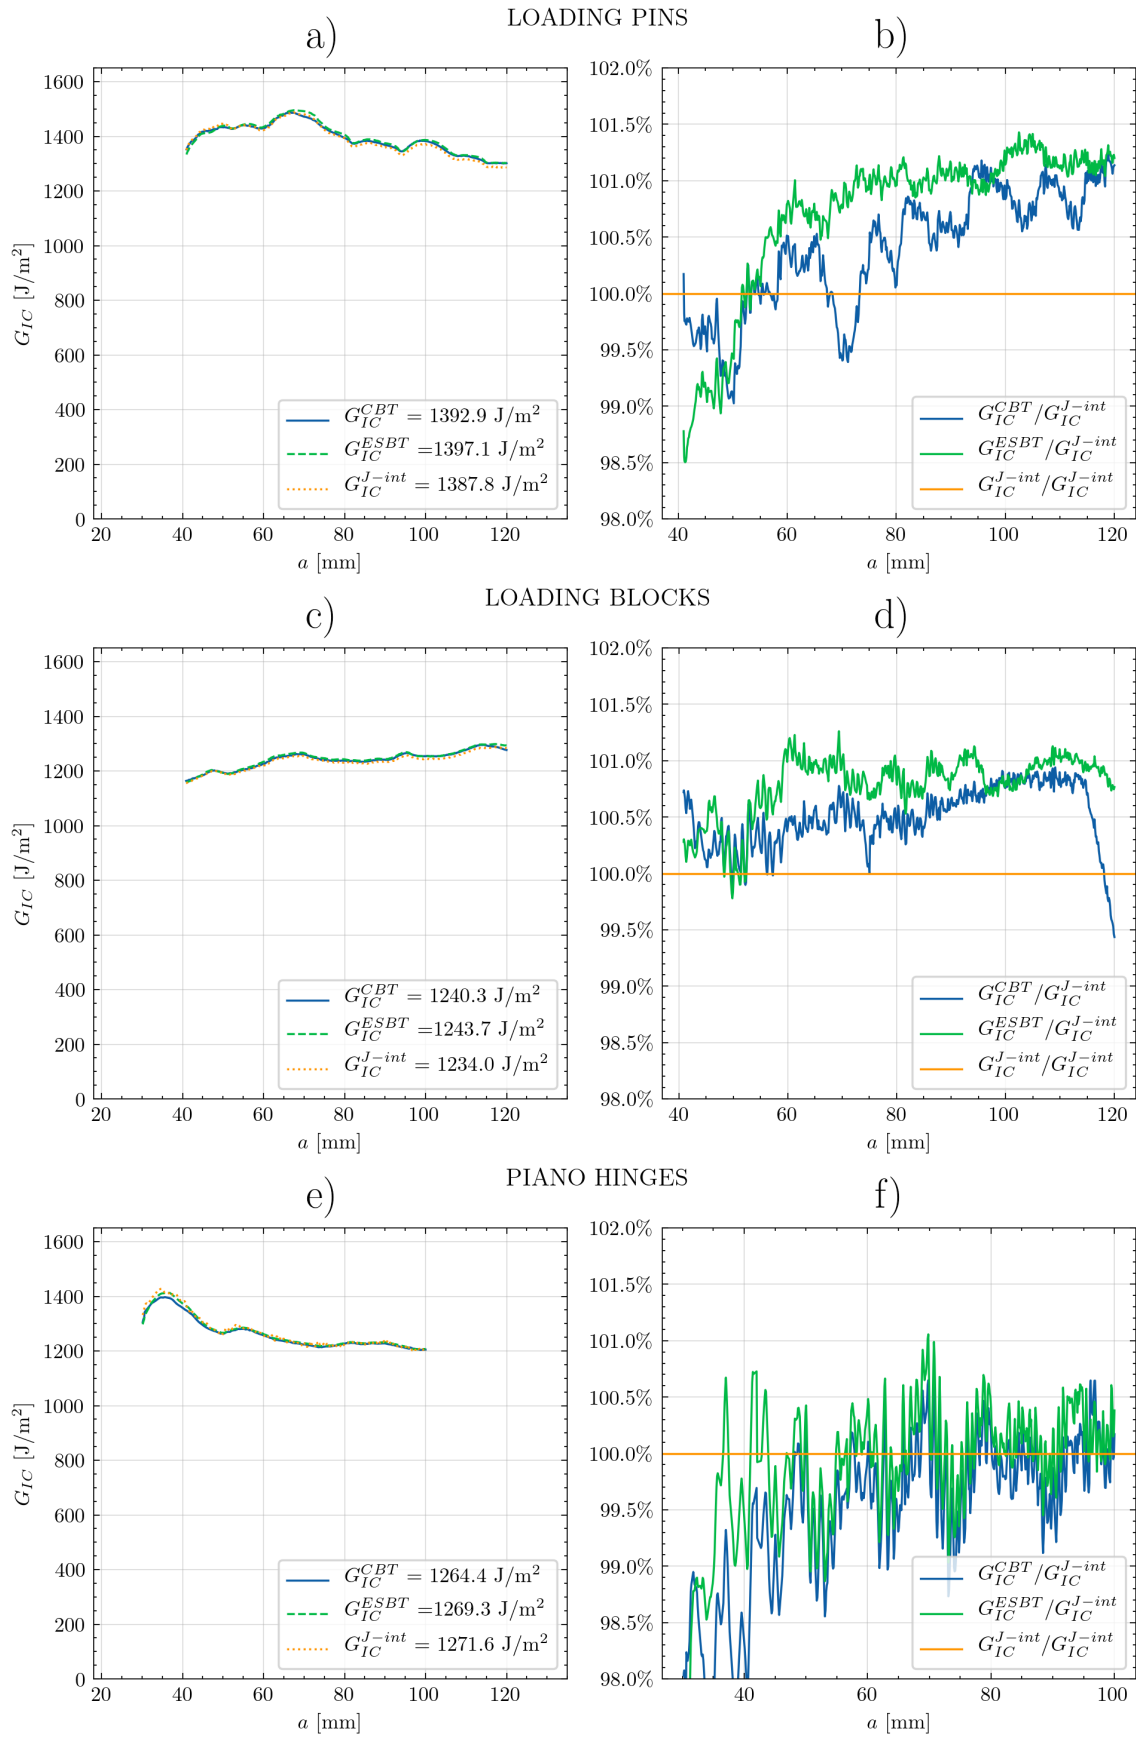 LOADING PINS
a)
b)
1600
1400
1200
1000
800
600
400
200
0
G_IC [J/m²]
20 40 60 80 100 120
a [mm]
G_IC^CBT = 1392.9 J/m²
G_IC^ESBT =1397.1 J/m²
G_IC^J−int = 1387.8 J/m²
102.0%
101.5%
101.0%
100.5%
100.0%
99.5%
99.0%
98.5%
98.0%
40 60 80 100 120
a [mm]
G_IC^CBT/G_IC^J−int
G_IC^ESBT/G_IC^J−int
G_IC^J−int/G_IC^J−int
LOADING BLOCKS
c)
d)
1600
1400
1200
1000
800
600
400
200
0
G_IC [J/m²]
20 40 60 80 100 120
a [mm]
G_IC^CBT = 1240.3 J/m²
G_IC^ESBT =1243.7 J/m²
G_IC^J−int = 1234.0 J/m²
102.0%
101.5%
101.0%
100.5%
100.0%
99.5%
99.0%
98.5%
98.0%
40 60 80 100 120
a [mm]
G_IC^CBT/G_IC^J−int
G_IC^ESBT/G_IC^J−int
G_IC^J−int/G_IC^J−int
PIANO HINGES
e)
f)
1600
1400
1200
1000
800
600
400
200
0
G_IC [J/m²]
20 40 60 80 100 120
a [mm]
G_IC^CBT = 1264.4 J/m²
G_IC^ESBT =1269.3 J/m²
G_IC^J−int = 1271.6 J/m²
102.0%
101.5%
101.0%
100.5%
100.0%
99.5%
99.0%
98.5%
98.0%
40 60 80 100
a [mm]
G_IC^CBT/G_IC^J−int
G_IC^ESBT/G_IC^J−int
G_IC^J−int/G_IC^J−int